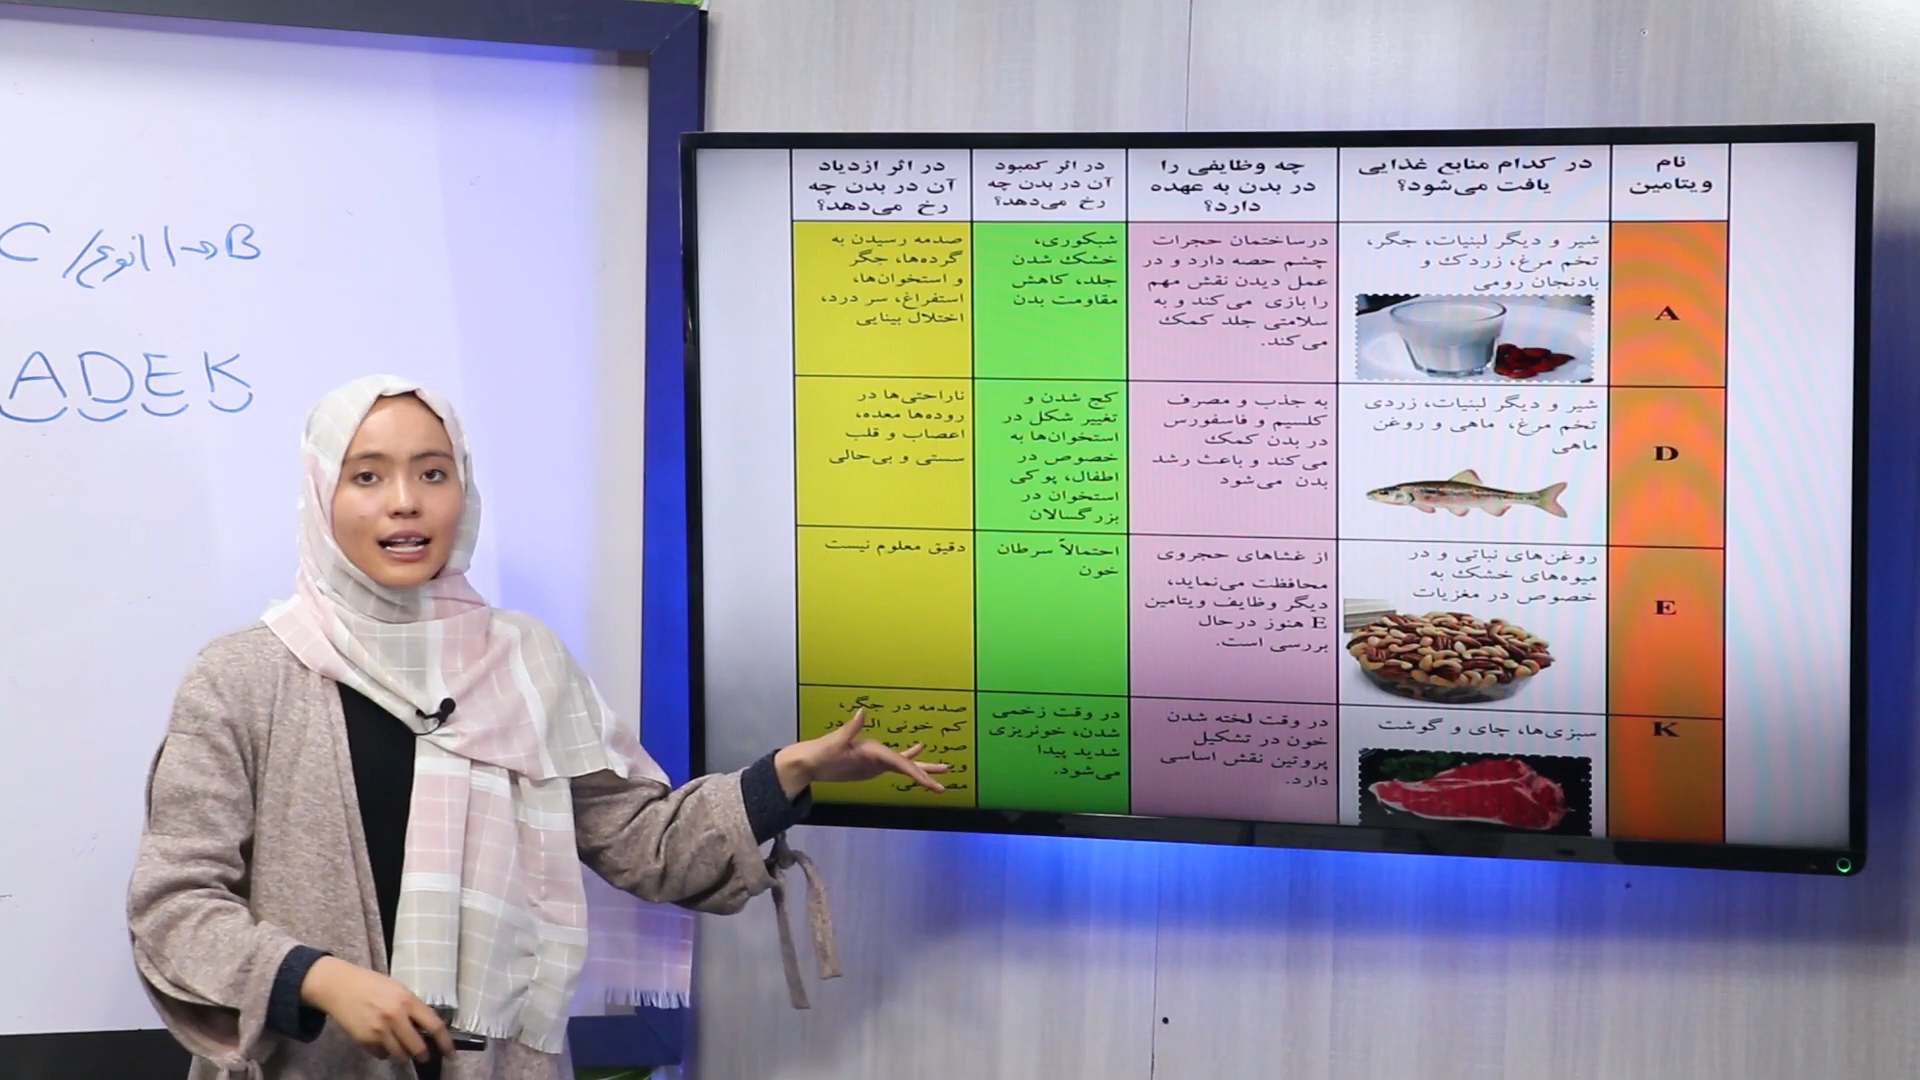 C / انواع B
ADEK
نام
ویتامین
در کدام منابع غذایی
یافت می‌شود؟
چه وظایفی را
در بدن به عهده
دارد؟
در اثر کمبود
آن در بدن چه
رخ می‌دهد؟
در اثر ازدیاد
آن در بدن چه
رخ می‌دهد؟
A
شیر و دیگر لبنیات، جگر،
تخم مرغ، زردک و
بادنجان رومی
درساختمان حجرات
چشم حصه دارد و در
عمل دیدن نقش مهم
را بازی می‌کند و به
سلامتی جلد کمک
می‌کند.
شبکوری،
خشک شدن
جلد، کاهش
مقاومت بدن
صدمه رسیدن به
گرده‌ها، جگر
و استخوان‌ها،
استفراغ، سر درد،
اختلال بینایی
D
شیر و دیگر لبنیات، زردی
تخم مرغ، ماهی و روغن
ماهی
به جذب و مصرف
کلسیم و فاسفورس
در بدن کمک
می‌کند و باعث رشد
بدن می‌شود
کج شدن و
تغییر شکل در
استخوان‌ها به
خصوص در
اطفال، پوکی
استخوان در
بزرگسالان
ناراحتی‌ها در
روده‌ها معده،
اعصاب و قلب
سستی و بی‌حالی
E
روغن‌های نباتی و در
میوه‌های خشک به
خصوص در مغزیات
از غشاهای حجروی
محافظت می‌نماید،
دیگر وظایف ویتامین
E هنوز درحال
بررسی است.
احتمالاً سرطان
خون
دقیق معلوم نیست
K
سبزی‌ها، چای و گوشت
در وقت لخته شدن
خون در تشکیل
پروتین نقش اساسی
دارد.
در وقت زخمی
شدن، خونریزی
شدید پیدا
می‌شود.
صدمه در جگر،
کم خونی در